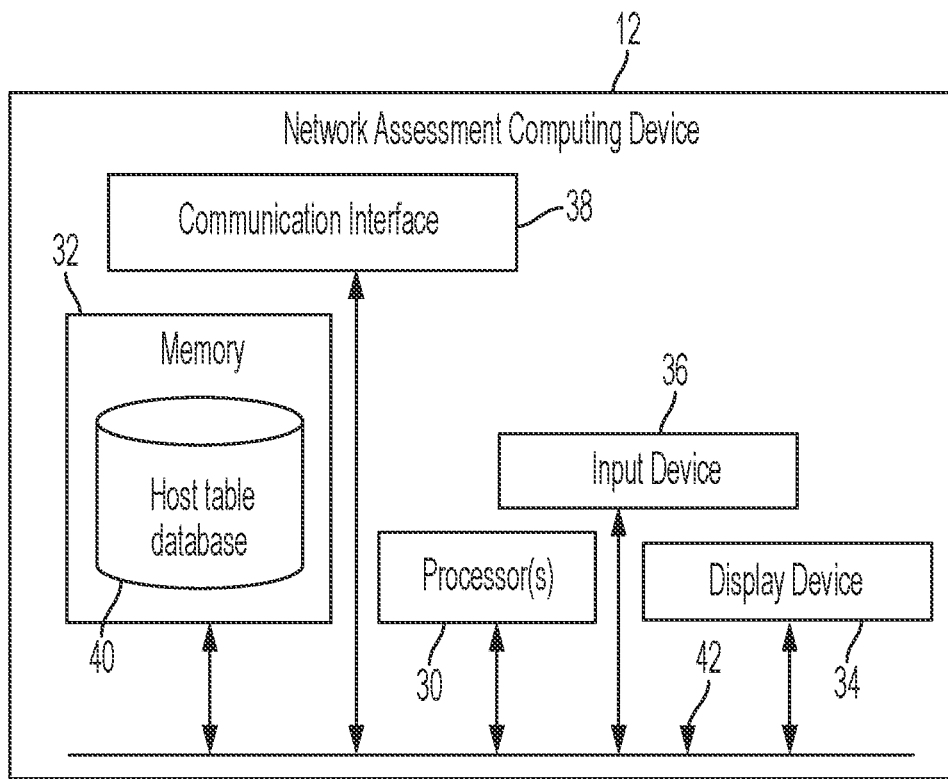 12
Network Assessment Computing Device
Communication Interface
38
32
Memory
Host table
database
40
36
Input Device
Processor(s)
30
Display Device
34
42